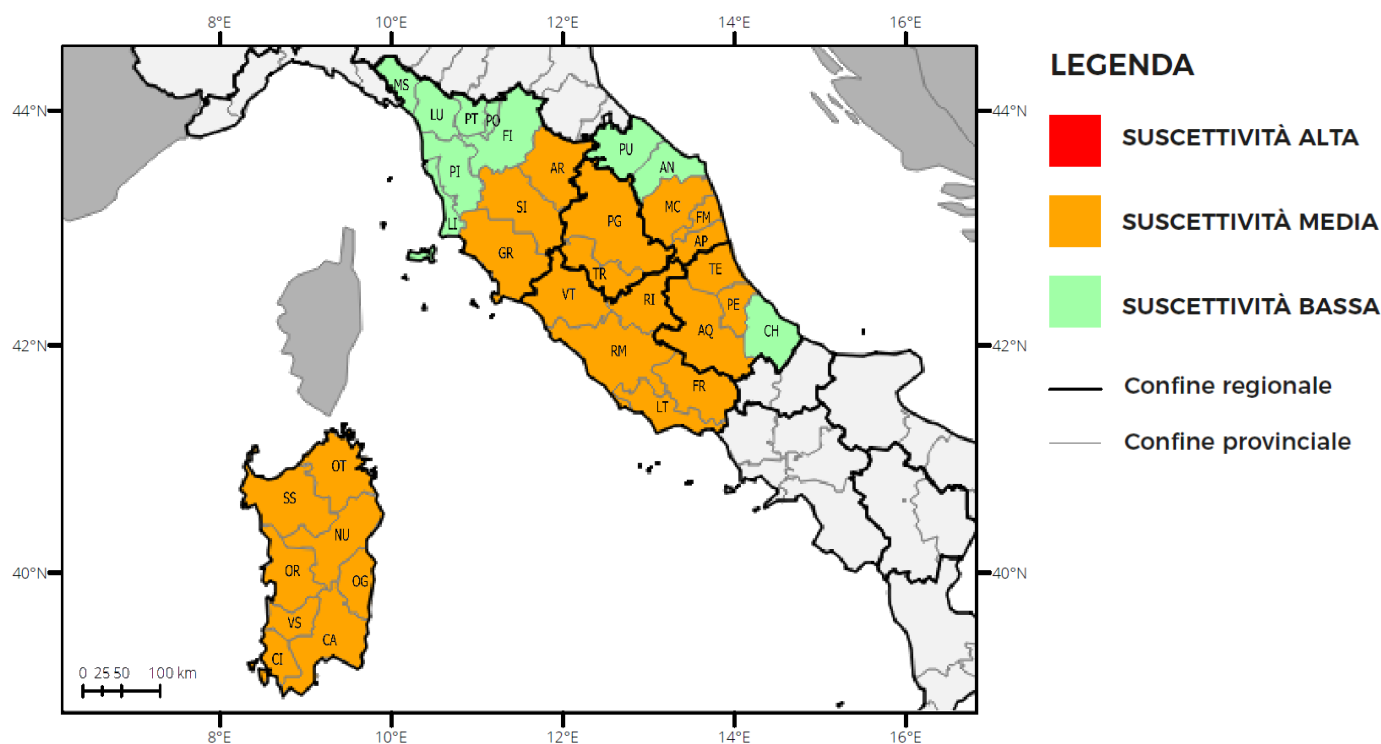 8°E 10°E 12°E 14°E 16°E
LEGENDA
SUSCETTIVITÀ ALTA
SUSCETTIVITÀ MEDIA
SUSCETTIVITÀ BASSA
Confine regionale
Confine provinciale
44°N 44°N
42°N 42°N
40°N 40°N
MS
LU PT PO
FI
PU
AN
PI
AR
LI
SI
PG
MC
FM
AP
GR
TR
TE
VT
RI
PE
AQ
CH
RM
FR
LT
OT
SS
NU
OR
OG
VS
CA
CI
0 25 50 100 km
8°E 10°E 12°E 14°E 16°E